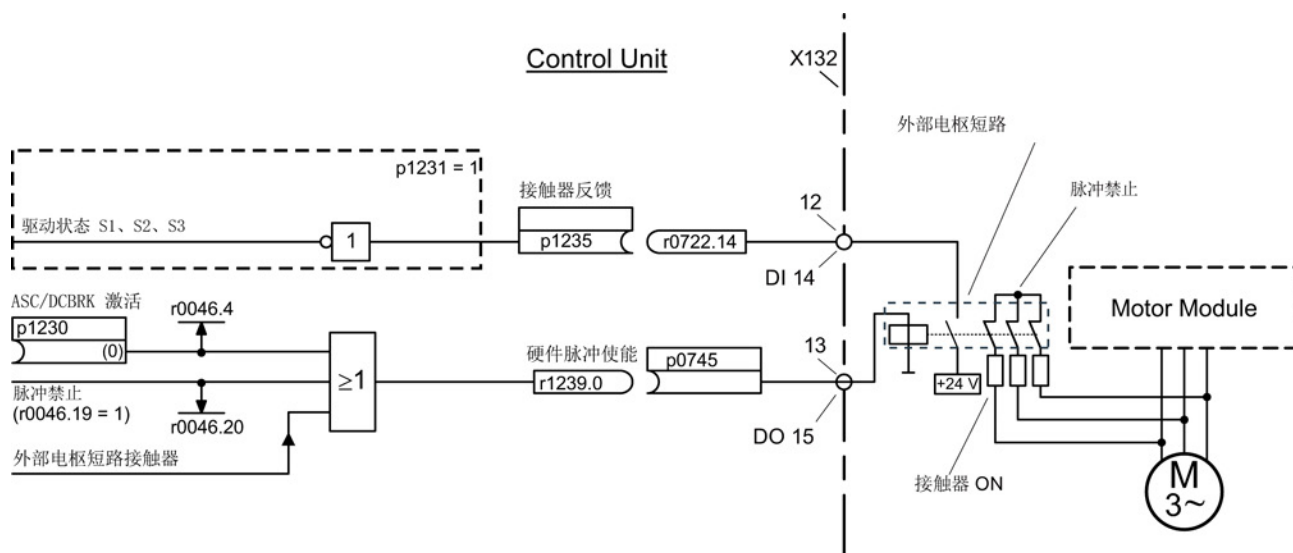 Control Unit
X132
外部电枢短路
p1231 = 1
接触器反馈
12
脉冲禁止
驱动状态 S1、S2、S3
1
p1235
r0722.14
DI 14
ASC/DCBRK 激活
r0046.4
Motor Module
p1230
(0)
硬件脉冲使能
p0745
13
≥1
r1239.0
+24 V
脉冲禁止
(r0046.19 = 1)
r0046.20
DO 15
外部电枢短路接触器
接触器 ON
M
3~